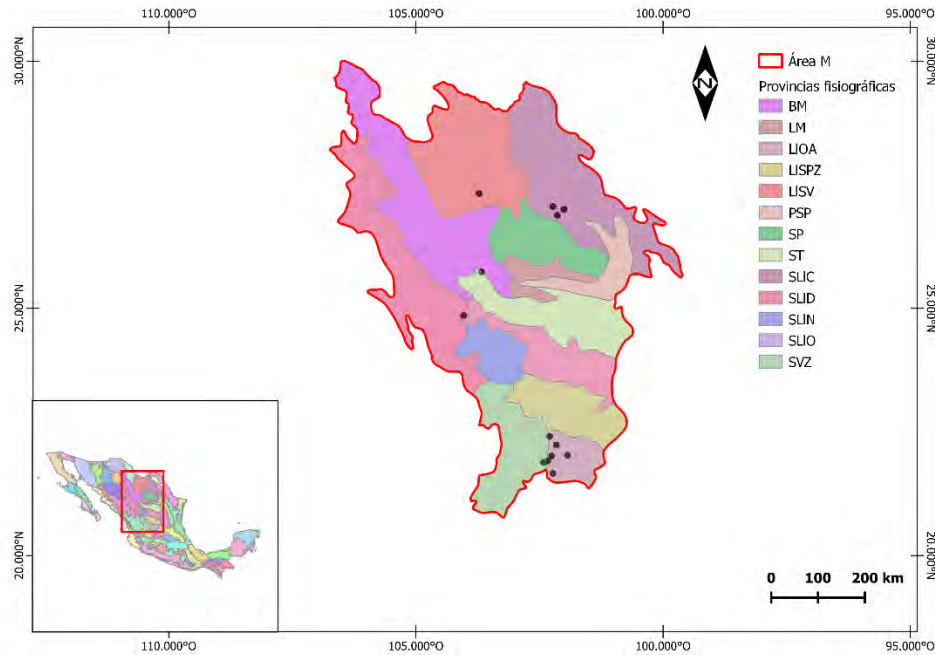 110.000°O
105.000°O
100.000°O
95.000°O
30.000°N
30.000°N
25.000°N
25.000°N
20.000°N
20.000°N
N
Área M
Provincias fisiográficas
BM
LM
LIOA
LISPZ
LISV
PSP
SP
ST
SLIC
SLID
SLIN
SLIO
SVZ
0 100 200 km
110.000°O
105.000°O
100.000°O
95.000°O